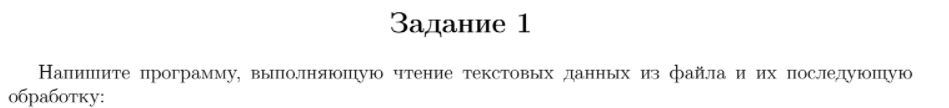 Задание 1
Напишите программу, выполняющую чтение текстовых данных из файла и их последующую
обработку: